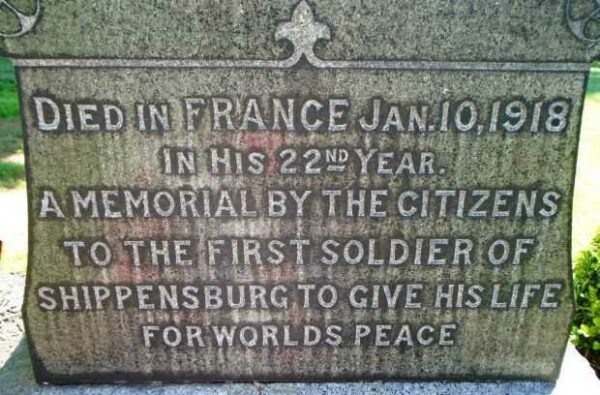 DIED IN FRANCE JAN. 10, 1918
IN HIS 22ND YEAR.
A MEMORIAL BY THE CITIZENS
TO THE FIRST SOLDIER OF
SHIPPENSBURG, TO GIVE HIS LIFE
FOR WORLDS PEACE